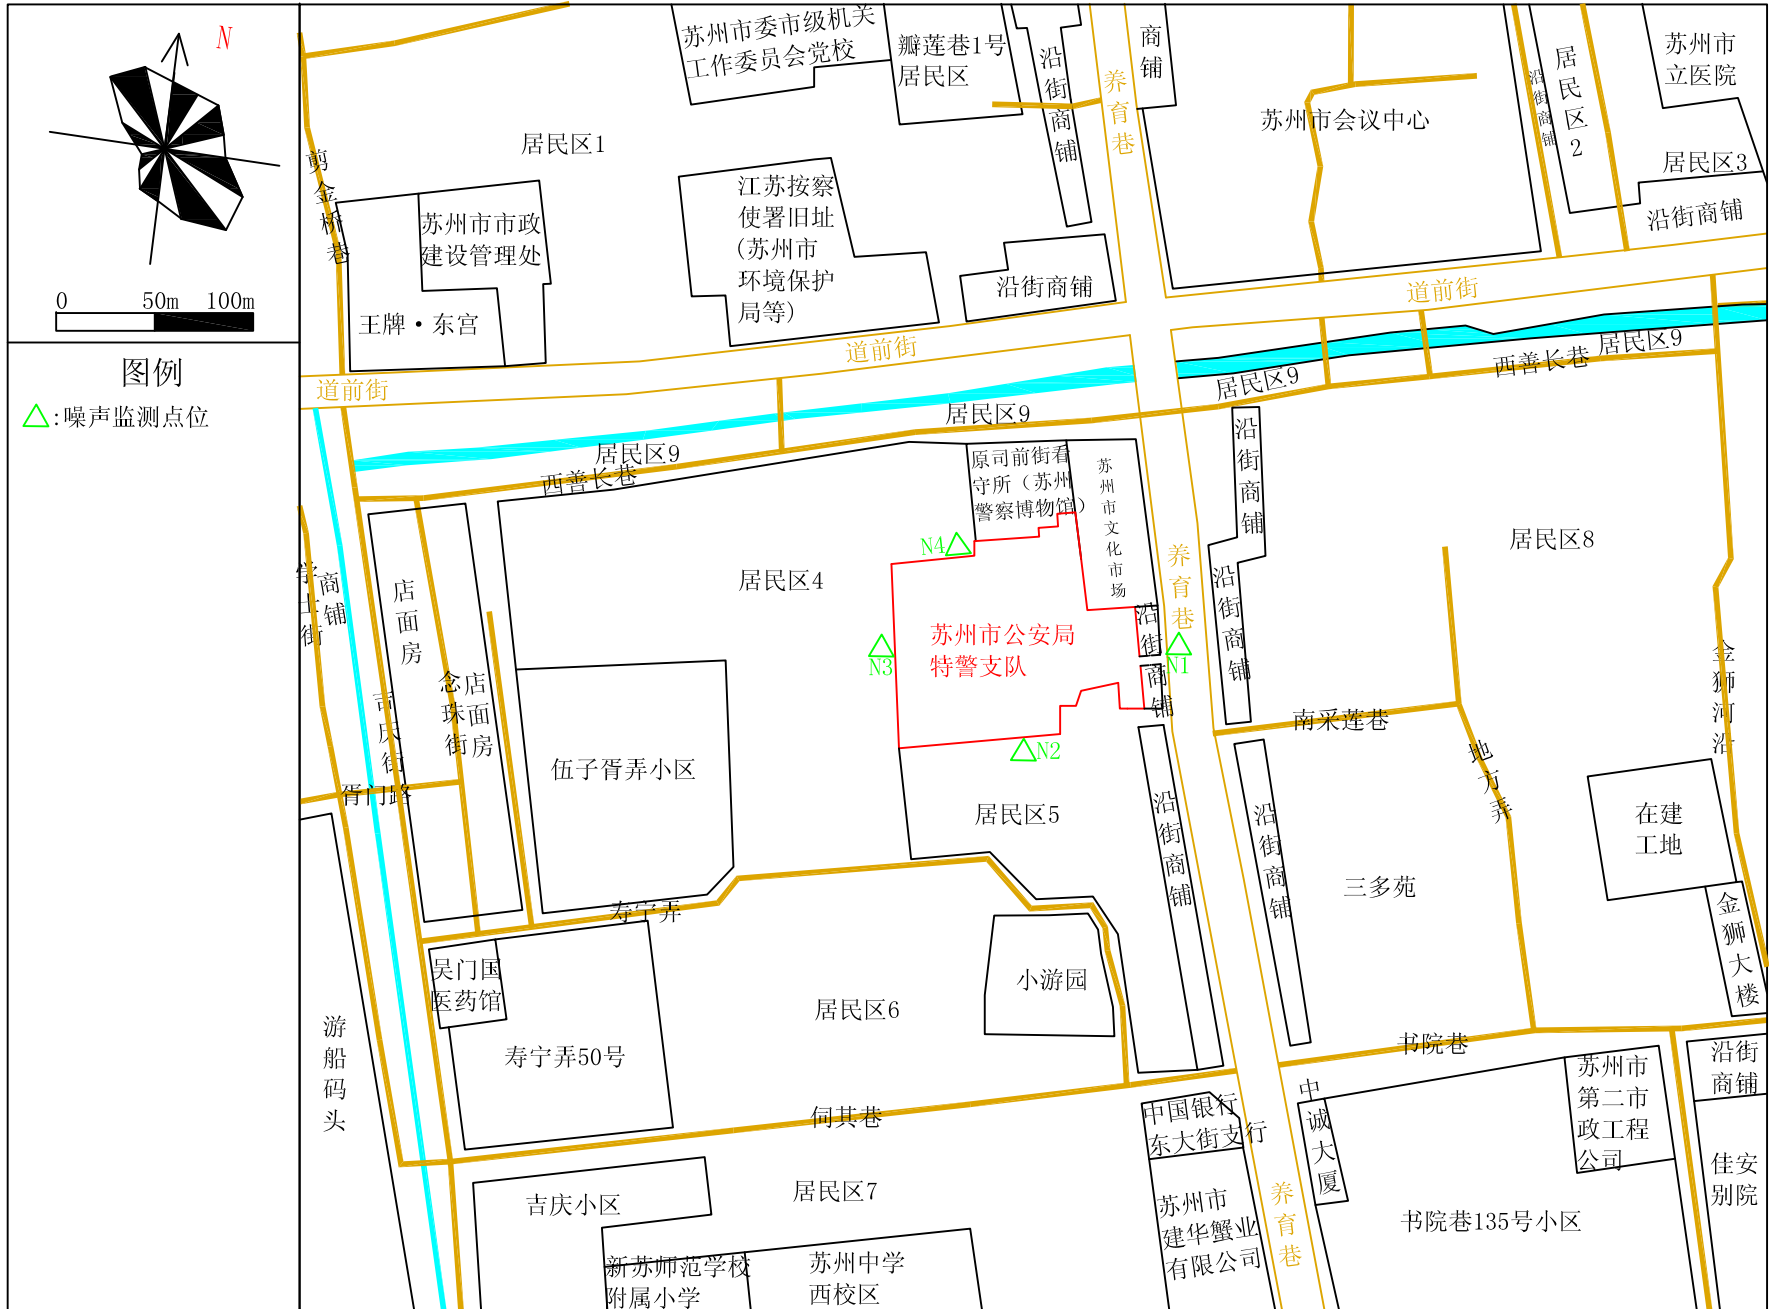 N
0 50m 100m
图例
:噪声监测点位
苏州市委市级机关
工作委员会党校
瓣莲巷1号
居民区
沿街商铺
养育巷
商铺
苏州市会议中心
沿街商铺
居民区2
苏州市
立医院
居民区3
沿街商铺
居民区1
剪金桥巷
苏州市市政
建设管理处
王牌·东宫
江苏按察
使署旧址
(苏州市
环境保护
局等)
沿街商铺
道前街
道前街
道前街
居民区9
居民区9
居民区9
居民区9
西善长巷
西善长巷
原司前街看
守所（苏州
警察博物馆）
苏州市文化市场
沿街商铺
养育巷
沿街商铺
居民区8
居民区4
N4
N3
N1
N2
苏州市公安局
特警支队
沿街
商铺
学士街
商铺
店面房
吉庆街
念珠街
店面房
胥门路
伍子胥弄小区
居民区5
沿街商铺
沿街商铺
南采莲巷
地方弄
金狮河沿
在建
工地
三多苑
金狮大楼
寿宁弄
吴门国
医药馆
寿宁弄50号
居民区6
小游园
游船码头
书院巷
伺其巷
中国银行
东大街支行
中诚大厦
苏州市
第二市
政工程
公司
沿街
商铺
佳安
别院
吉庆小区
居民区7
苏州市
建华蟹业
有限公司
养育巷
书院巷135号小区
新苏师范学校
附属小学
苏州中学
西校区